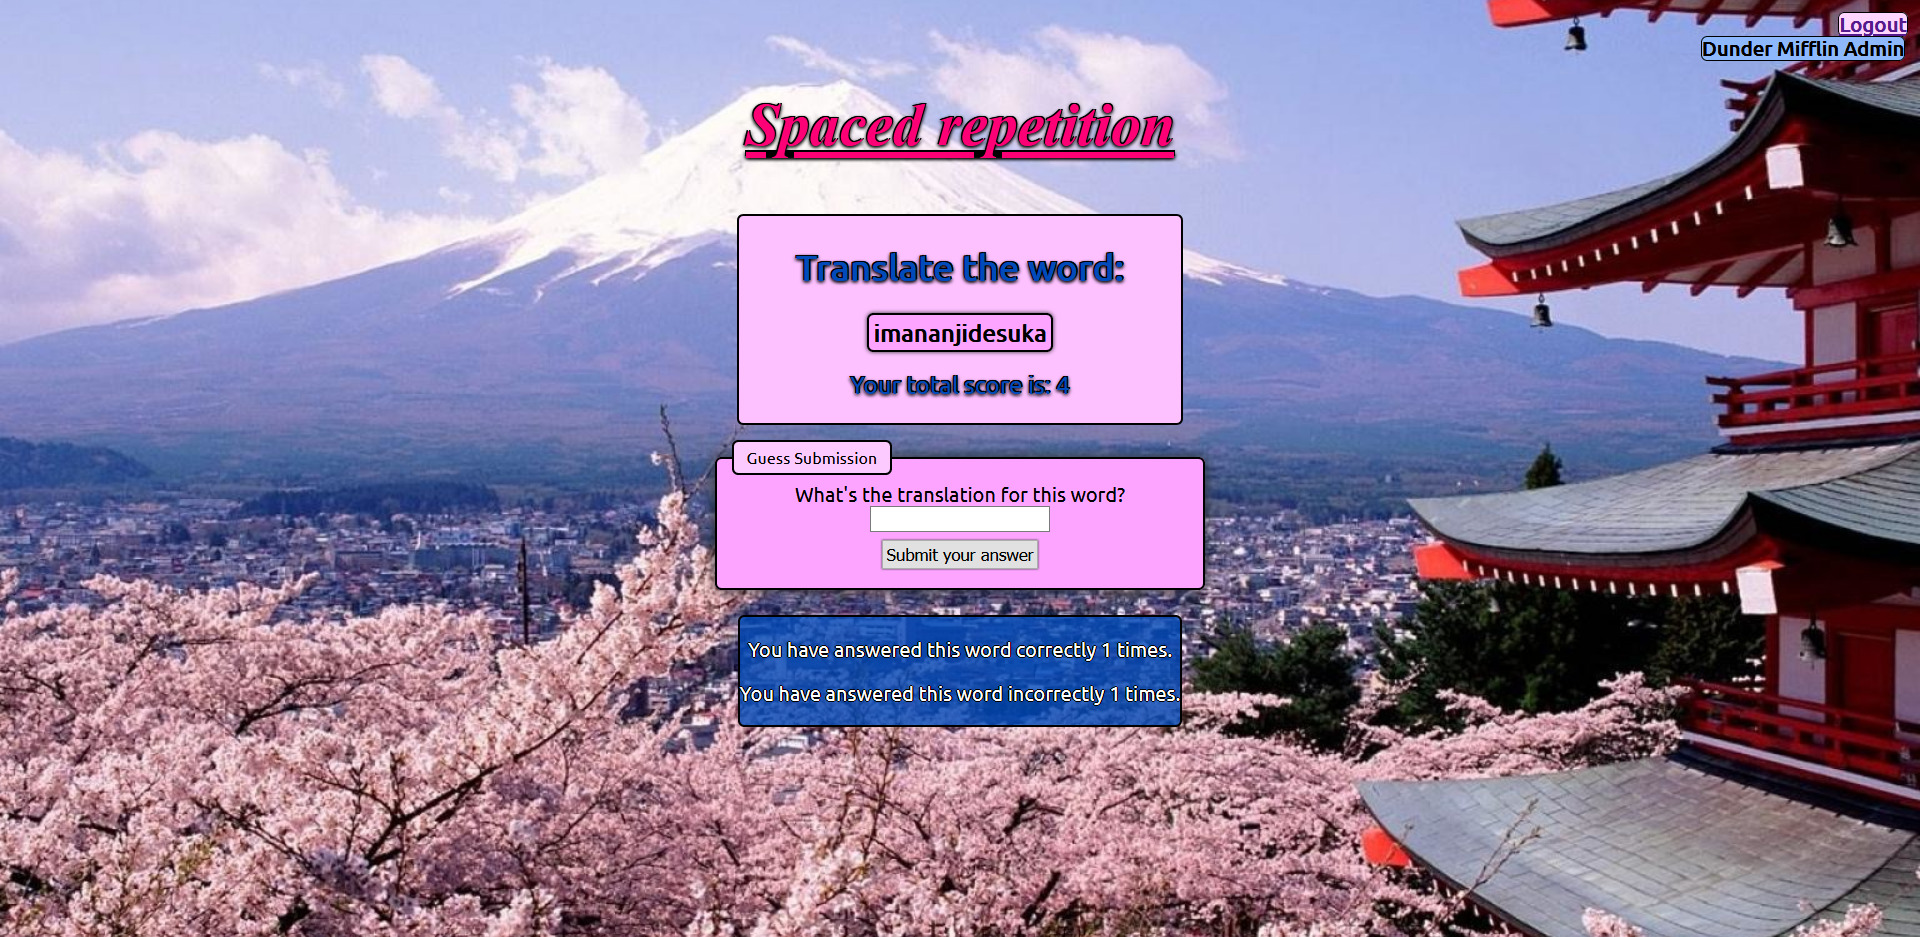 Logout
Dunder Mifflin Admin
Spaced repetition
Translate the word:
imananjidesuka
Your total score is: 4
Guess Submission
What's the translation for this word?
Submit your answer
You have answered this word correctly 1 times.
You have answered this word incorrectly 1 times.